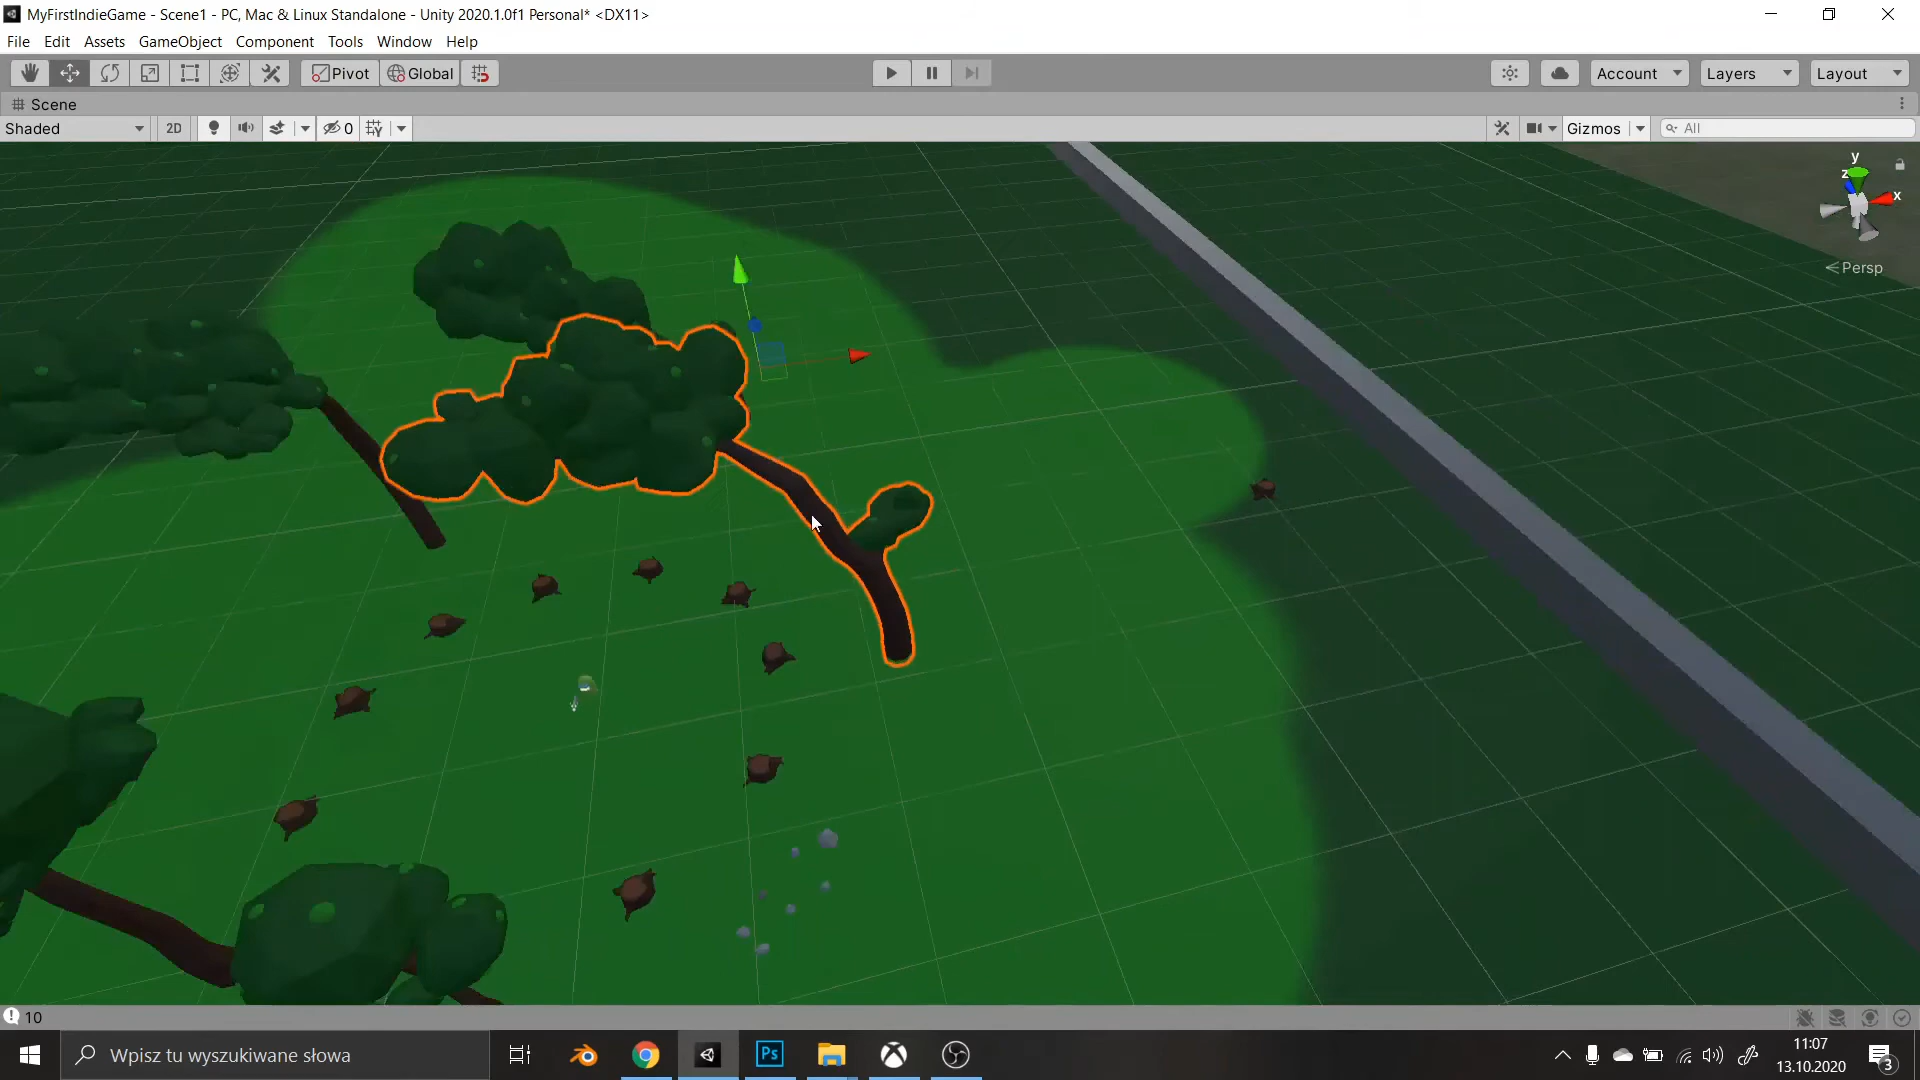 MyFirstIndieGame - Scene1 - PC, Mac & Linux Standalone - Unity 2020.1.0f1 Personal* <DX11>
File Edit Assets GameObject Component Tools Window Help
Pivot Global Account Layers Layout
Scene
Shaded 2D 0 Gizmos All
y
z x
Persp
10
Wpisz tu wyszukiwane słowa Ps 11:07
13.10.2020 3